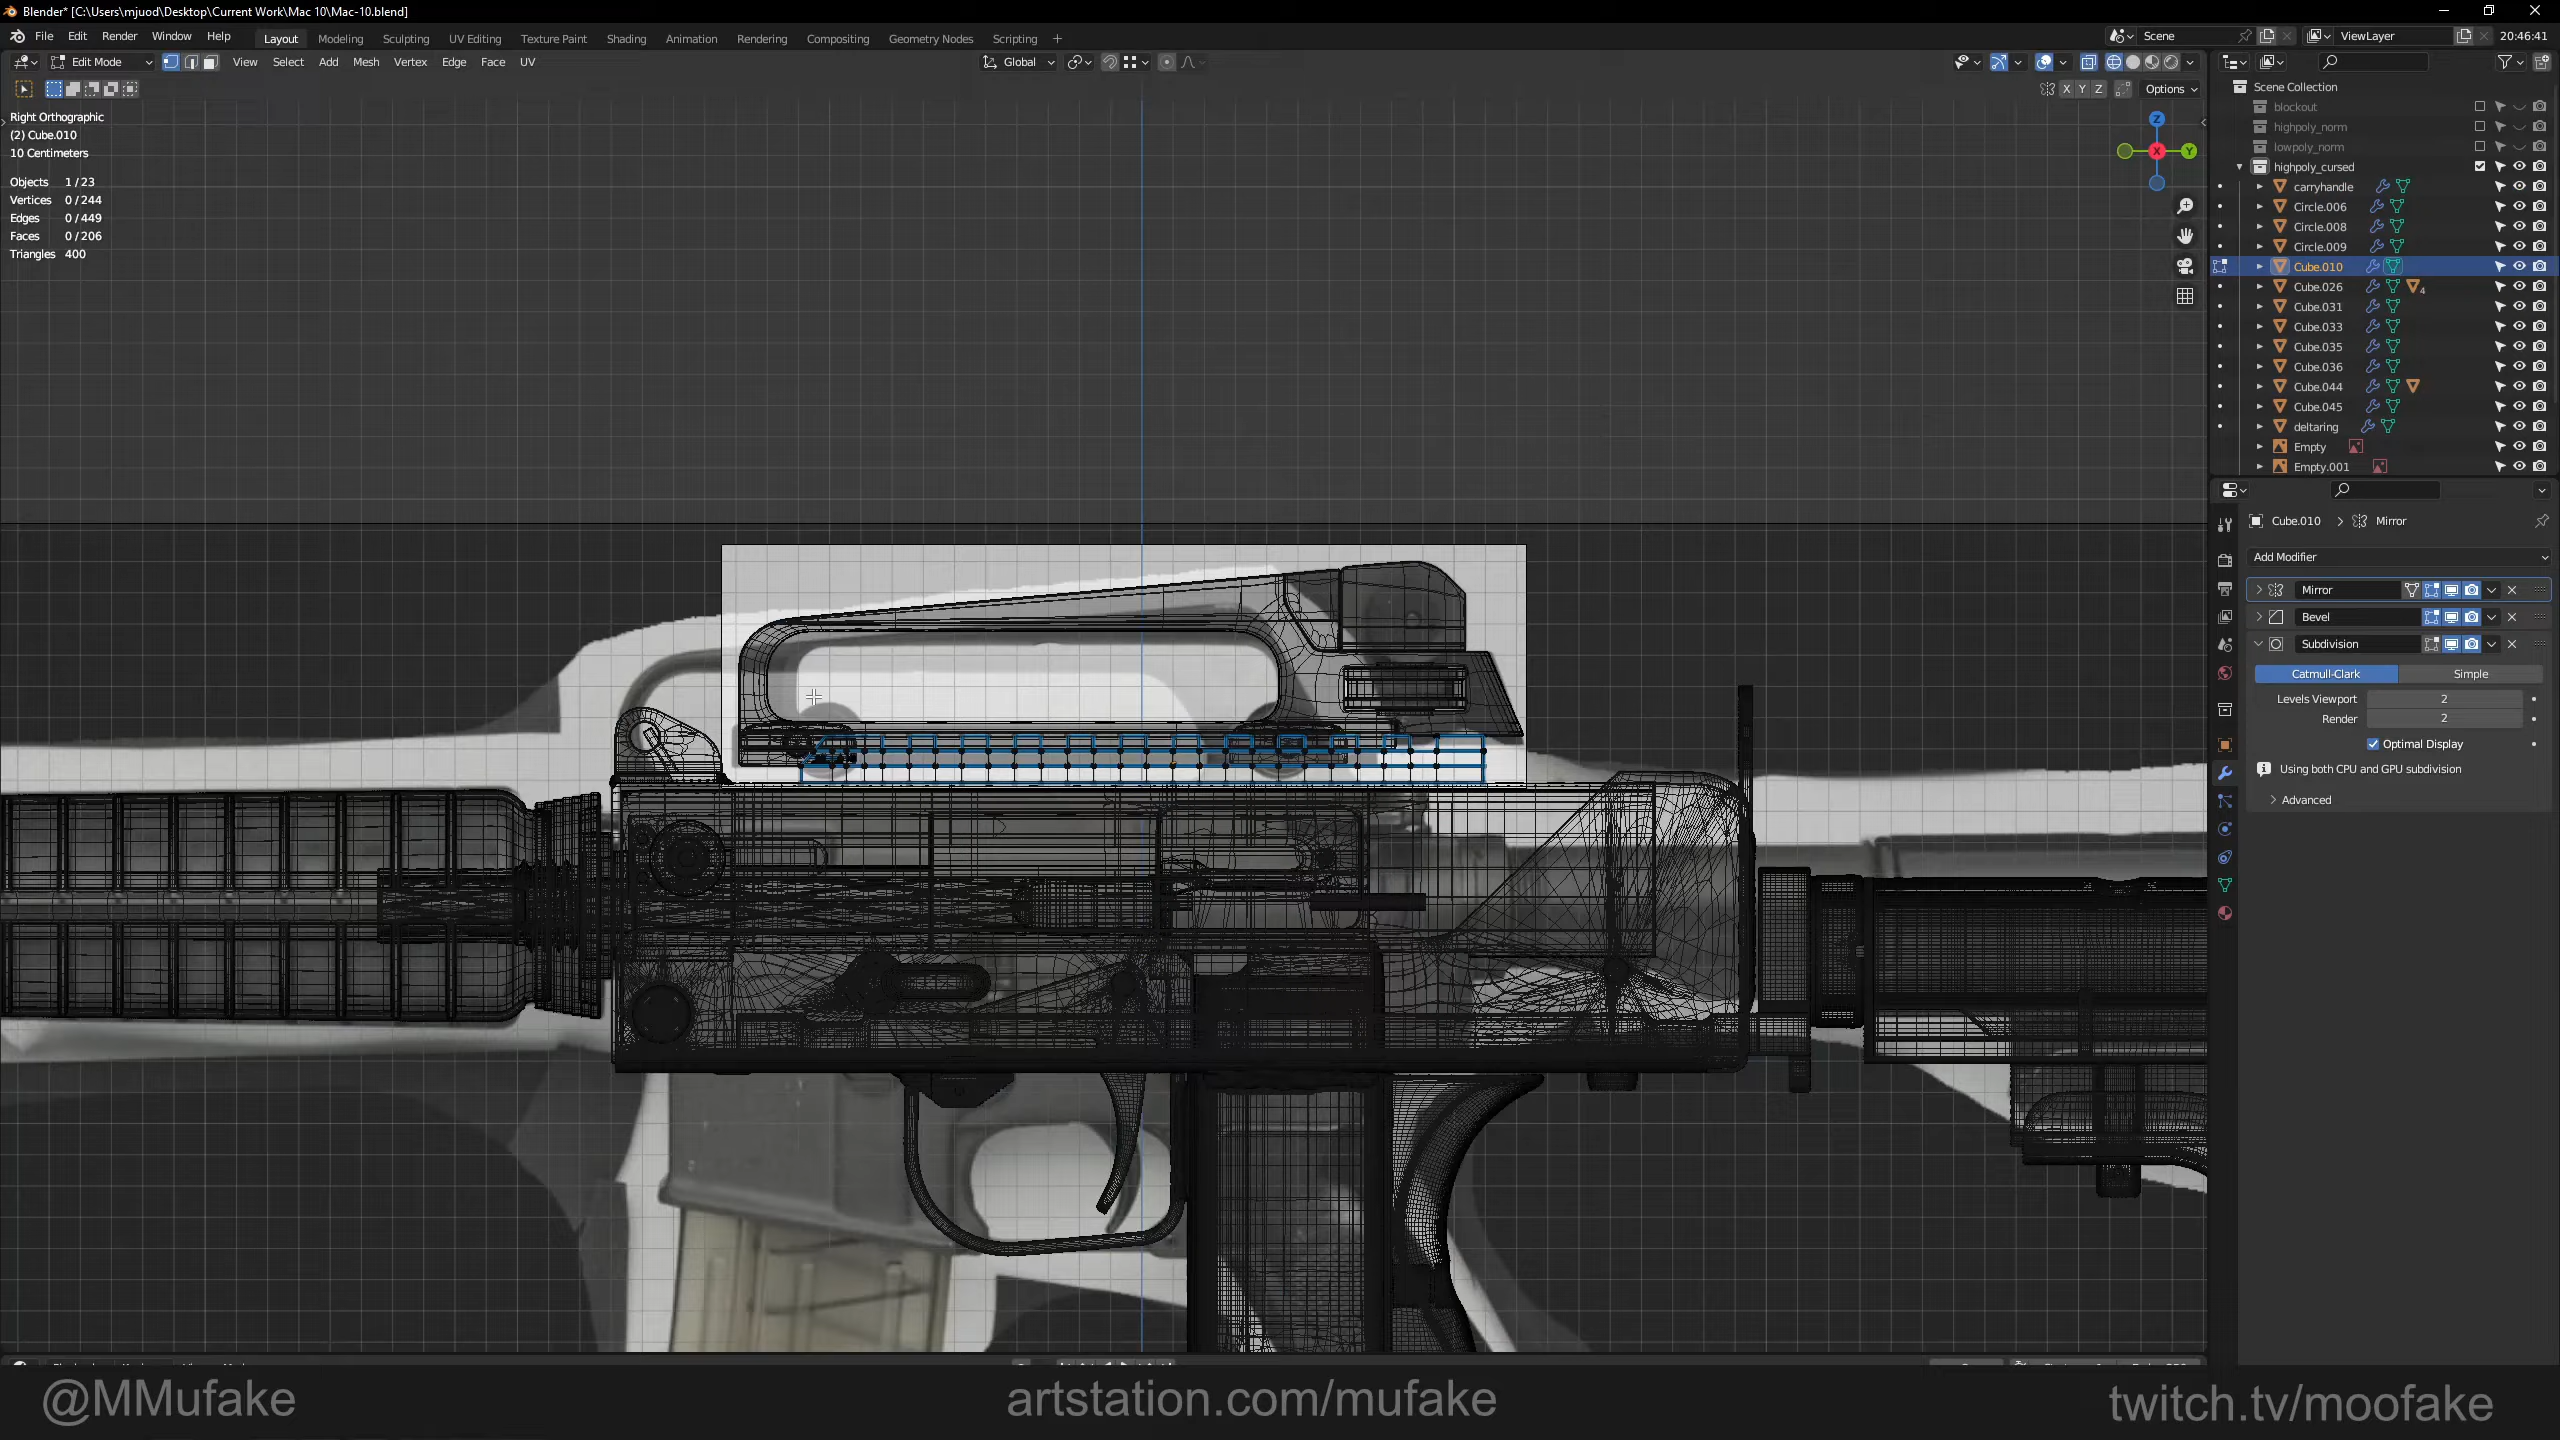 Blender* [C:\Users\mjuod\Desktop\Current Work\Mac 10\Mac-10.blend]
File Edit Render Window Help Layout Modeling Sculpting UV Editing Texture Paint Shading Animation Rendering Compositing Geometry Nodes Scripting + Scene ViewLayer 20:46:41
Edit Mode View Select Add Mesh Vertex Edge Face UV Global
X Y Z Options
Right Orthographic
(2) Cube.010
10 Centimeters
Objects 1 / 23
Vertices 0 / 244
Edges 0 / 449
Faces 0 / 206
Triangles 400
Z
X
Y
Scene Collection
blockout
highpoly_norm
lowpoly_norm
highpoly_cursed
carryhandle
Circle.006
Circle.008
Circle.009
Cube.010
Cube.026 4
Cube.031
Cube.033
Cube.035
Cube.036
Cube.044
Cube.045
deltaring
Empty
Empty.001
Cube.010 > Mirror
Add Modifier
Mirror
Bevel
Subdivision
Catmull-Clark Simple
Levels Viewport 2
Render 2
Optimal Display
Using both CPU and GPU subdivision
Advanced
@MMufake artstation.com/mufake twitch.tv/moofake